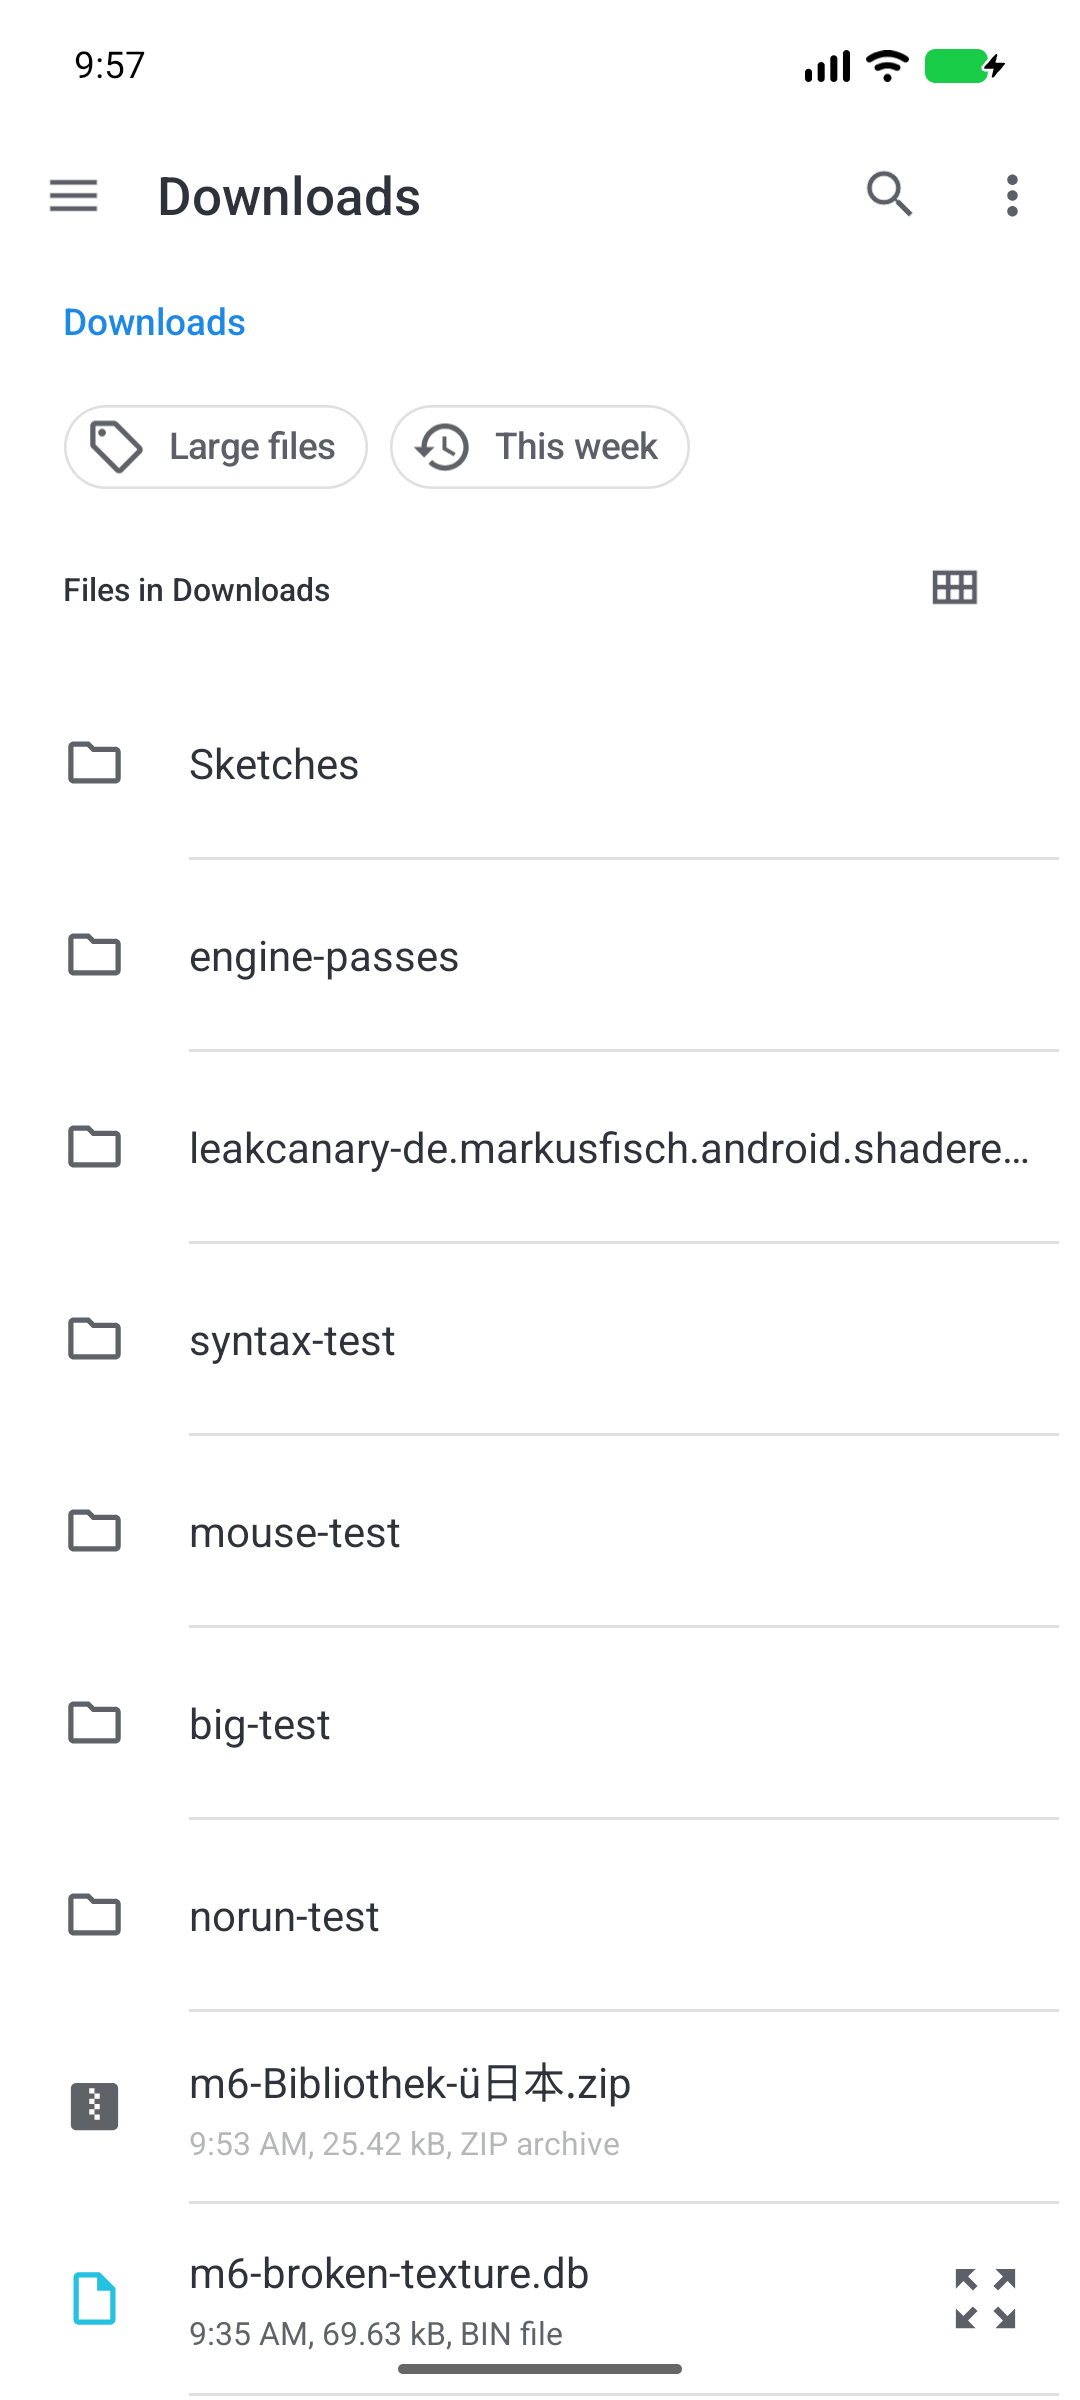 9:57
Downloads
Downloads
Large files
This week
Files in Downloads
Sketches
engine-passes
leakcanary-de.markusfisch.android.shadere…
syntax-test
mouse-test
big-test
norun-test
m6-Bibliothek-ü日本.zip
9:53 AM, 25.42 kB, ZIP archive
m6-broken-texture.db
9:35 AM, 69.63 kB, BIN file